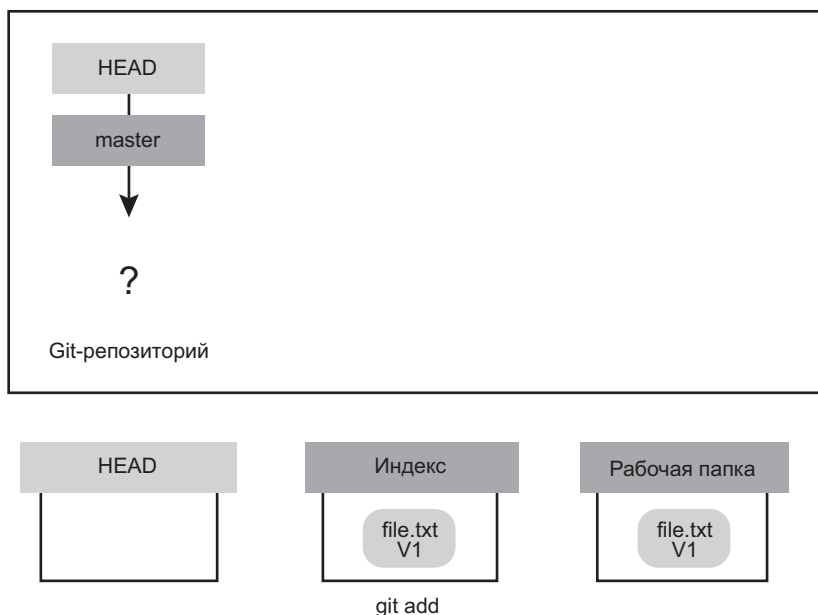 HEAD
master
?
Git-репозиторий
HEAD
Индекс
Рабочая папка
file.txt
V1
file.txt
V1
git add